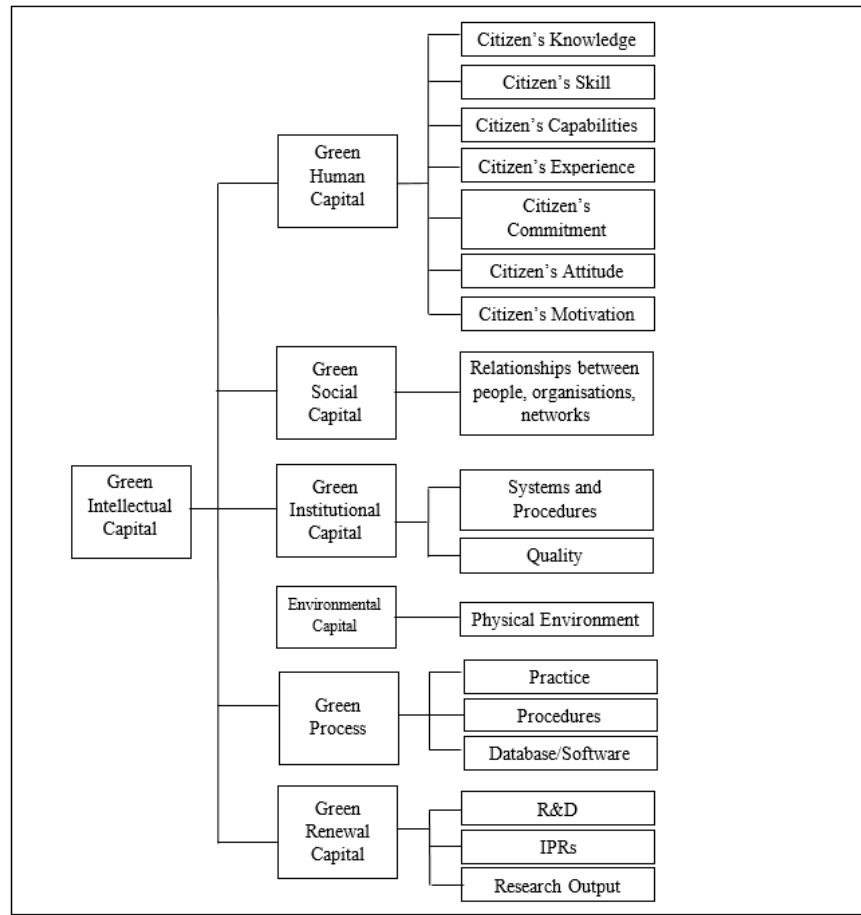 Citizen’s Knowledge
Citizen’s Skill
Citizen’s Capabilities
Citizen’s Experience
Citizen’s
Commitment
Citizen’s Attitude
Citizen’s Motivation
Green
Human
Capital
Green
Social
Capital
Relationships between
people, organisations,
networks
Green
Intellectual
Capital
Green
Institutional
Capital
Systems and
Procedures
Quality
Environmental
Capital
Physical Environment
Green
Process
Practice
Procedures
Database/Software
Green
Renewal
Capital
R&D
IPRs
Research Output